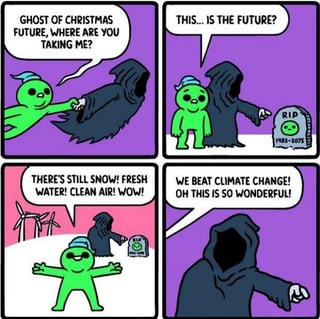 GHOST OF CHRISTMAS
FUTURE, WHERE ARE YOU
TAKING ME?
THIS... IS THE FUTURE?
RIP
1985-2075
THERE'S STILL SNOW! FRESH
WATER! CLEAN AIR! WOW!
RIP
WE BEAT CLIMATE CHANGE!
OH THIS IS SO WONDERFUL!